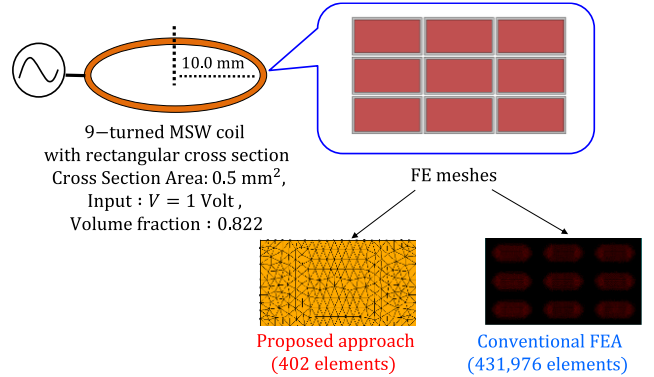 10.0 mm
9−turned MSW coil
with rectangular cross section
Cross Section Area: 0.5 mm²,
Input : V = 1 Volt ,
Volume fraction : 0.822
FE meshes
Proposed approach
(402 elements)
Conventional FEA
(431,976 elements)